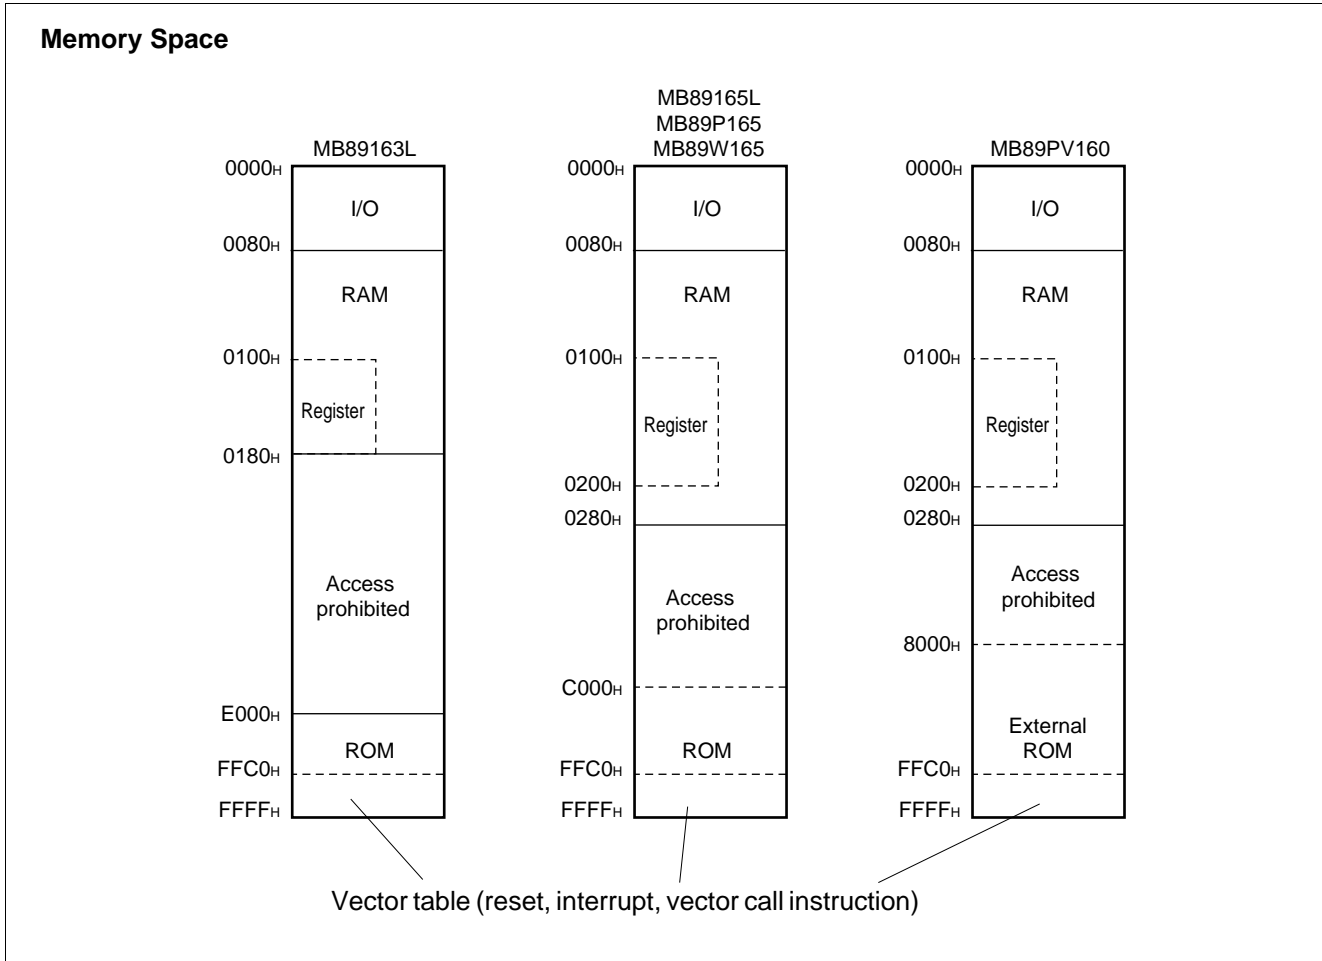 Memory Space
MB89163L
0000H
I/O
0080H
RAM
0100H
Register
0180H
Access
prohibited
E000H
ROM
FFC0H
FFFFH
MB89165L
MB89P165
MB89W165
0000H
I/O
0080H
RAM
0100H
Register
0200H
0280H
Access
prohibited
C000H
ROM
FFC0H
FFFFH
MB89PV160
0000H
I/O
0080H
RAM
0100H
Register
0200H
0280H
Access
prohibited
8000H
External
ROM
FFC0H
FFFFH
Vector table (reset, interrupt, vector call instruction)